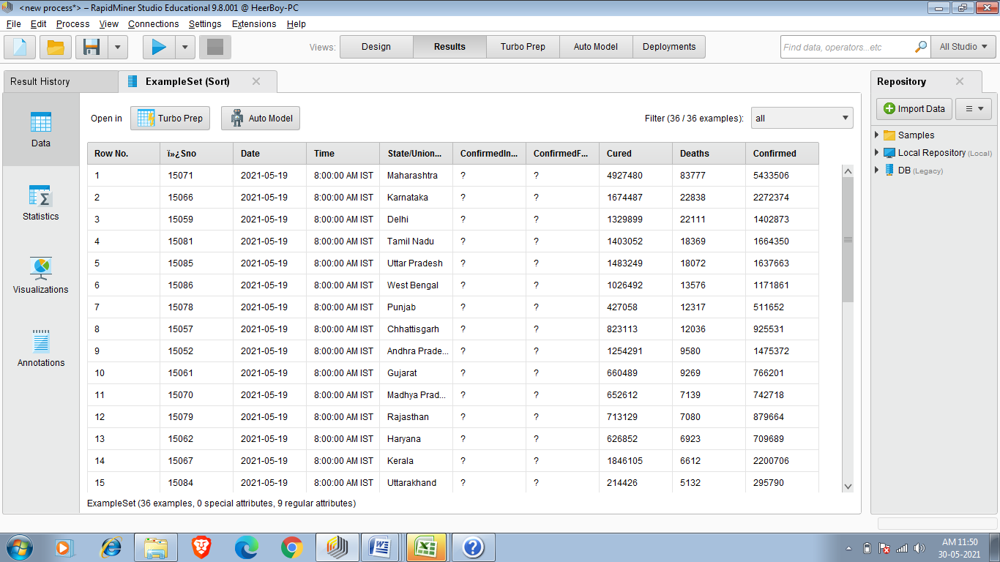 <new process*> – RapidMiner Studio Educational 9.8.001 @ HeerBoy-PC
File Edit Process View Connections Settings Extensions Help
Views: Design Results Turbo Prep Auto Model Deployments Find data, operators...etc All Studio
Result History ExampleSet (Sort) Repository
Open in Turbo Prep Auto Model Filter (36 / 36 examples): all
Import Data
Data
Statistics
Visualizations
Annotations
Samples
Local Repository (Local)
DB (Legacy)
Row No. ï»¿Sno Date Time State/Union... ConfirmedIn... ConfirmedF... Cured Deaths Confirmed
1 15071 2021-05-19 8:00:00 AM IST Maharashtra ? ? 4927480 83777 5433506
2 15066 2021-05-19 8:00:00 AM IST Karnataka ? ? 1674487 22838 2272374
3 15059 2021-05-19 8:00:00 AM IST Delhi ? ? 1329899 22111 1402873
4 15081 2021-05-19 8:00:00 AM IST Tamil Nadu ? ? 1403052 18369 1664350
5 15085 2021-05-19 8:00:00 AM IST Uttar Pradesh ? ? 1483249 18072 1637663
6 15086 2021-05-19 8:00:00 AM IST West Bengal ? ? 1026492 13576 1171861
7 15078 2021-05-19 8:00:00 AM IST Punjab ? ? 427058 12317 511652
8 15057 2021-05-19 8:00:00 AM IST Chhattisgarh ? ? 823113 12036 925531
9 15052 2021-05-19 8:00:00 AM IST Andhra Prade... ? ? 1254291 9580 1475372
10 15061 2021-05-19 8:00:00 AM IST Gujarat ? ? 660489 9269 766201
11 15070 2021-05-19 8:00:00 AM IST Madhya Prad... ? ? 652612 7139 742718
12 15079 2021-05-19 8:00:00 AM IST Rajasthan ? ? 713129 7080 879664
13 15062 2021-05-19 8:00:00 AM IST Haryana ? ? 626852 6923 709689
14 15067 2021-05-19 8:00:00 AM IST Kerala ? ? 1846105 6612 2200706
15 15084 2021-05-19 8:00:00 AM IST Uttarakhand ? ? 214426 5132 295790
ExampleSet (36 examples, 0 special attributes, 9 regular attributes)
AM 11:50
30-05-2021